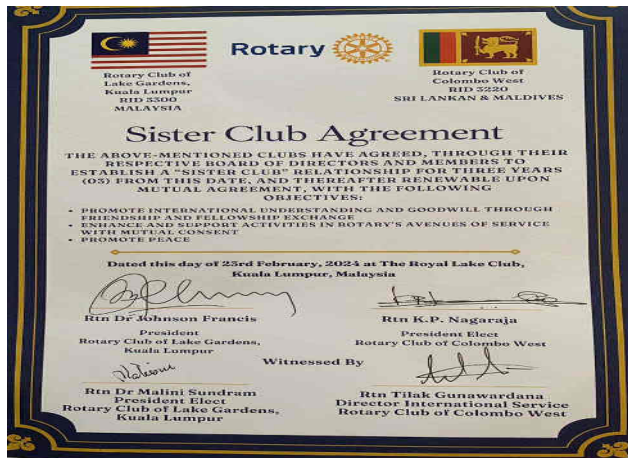 Rotary
Rotary Club of
Lake Gardens,
Kuala Lumpur
RID 3300
MALAYSIA
Rotary Club of
Colombo West
RID 3220
SRI LANKAN & MALDIVES
Sister Club Agreement
THE ABOVE-MENTIONED CLUBS HAVE AGREED, THROUGH THEIR
RESPECTIVE BOARD OF DIRECTORS AND MEMBERS TO
ESTABLISH A "SISTER CLUB" RELATIONSHIP FOR THREE YEARS
(03) FROM THIS DATE, AND THEREAFTER RENEWABLE UPON
MUTUAL AGREEMENT, WITH THE FOLLOWING
OBJECTIVES:
• PROMOTE INTERNATIONAL UNDERSTANDING AND GOODWILL THROUGH
FRIENDSHIP AND FELLOWSHIP EXCHANGE
• ENHANCE AND SUPPORT ACTIVITIES IN ROTARY'S AVENUES OF SERVICE
WITH MUTUAL CONSENT
• PROMOTE PEACE
Dated this day of 23rd February, 2024 at The Royal Lake Club,
Kuala Lumpur, Malaysia
Rtn Dr Johnson Francis
President
Rotary Club of Lake Gardens,
Kuala Lumpur
Rtn K.P. Nagaraja
President Elect
Rotary Club of Colombo West
Witnessed By
Rtn Dr Malini Sundram
President Elect
Rotary Club of Lake Gardens,
Kuala Lumpur
Rtn Tilak Gunawardana
Director International Service
Rotary Club of Colombo West